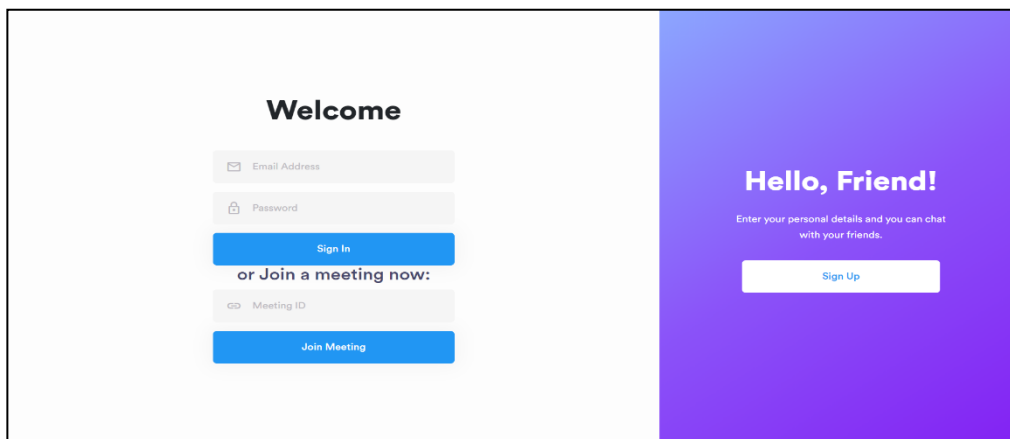 Welcome
Email Address
Password
Sign In
or Join a meeting now:
Meeting ID
Join Meeting
Hello, Friend!
Enter your personal details and you can chat
with your friends.
Sign Up